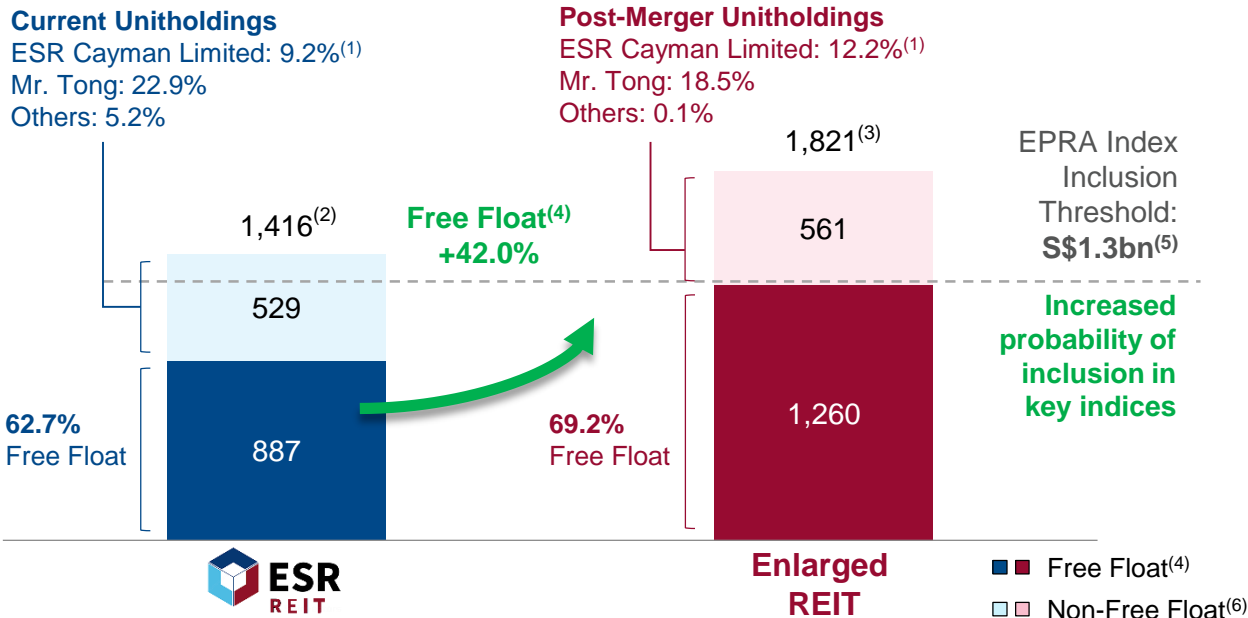 Current Unitholdings
ESR Cayman Limited: 9.2%(1)
Mr. Tong: 22.9%
Others: 5.2%
Post-Merger Unitholdings
ESR Cayman Limited: 12.2%(1)
Mr. Tong: 18.5%
Others: 0.1%
1,416(2)
529
887
62.7%
Free Float
Free Float(4)
+42.0%
1,821(3)
561
1,260
69.2%
Free Float
EPRA Index
Inclusion
Threshold:
S$1.3bn(5)
Increased
probability of
inclusion in
key indices
ESR
REIT
Enlarged
REIT
Free Float(4)
Non-Free Float(6)